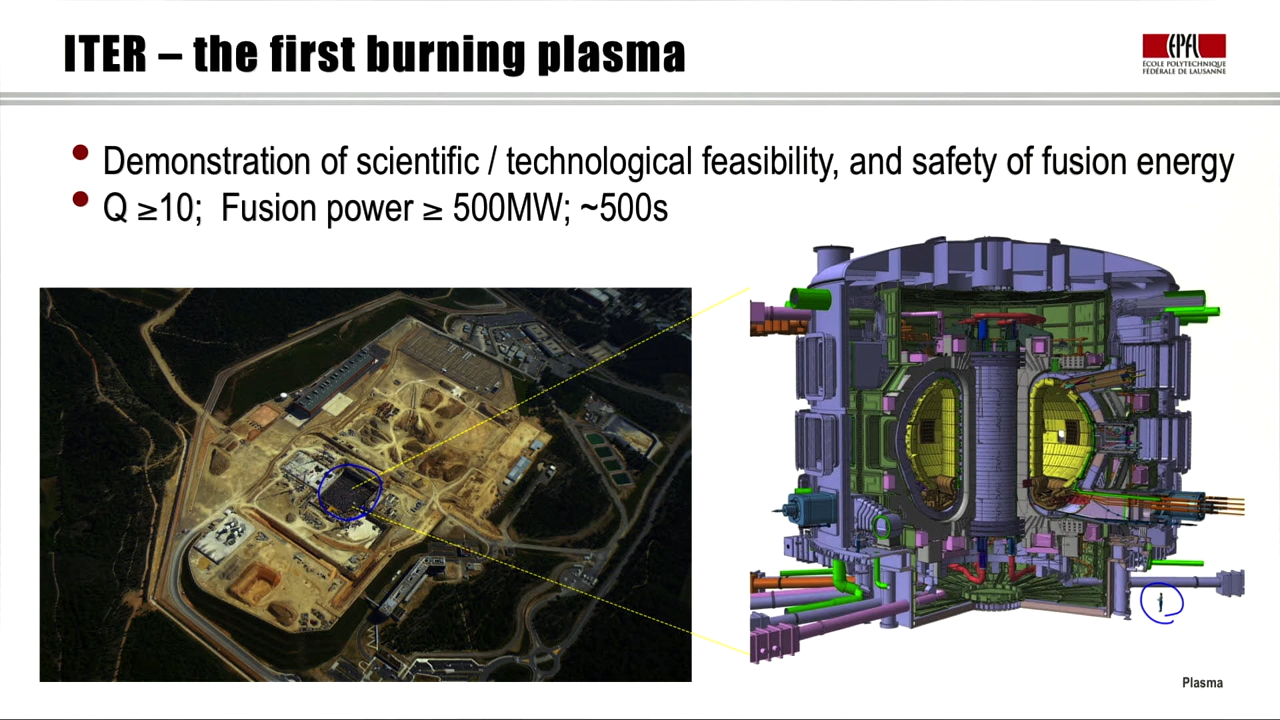 ITER – the first burning plasma
EPFL
ÉCOLE POLYTECHNIQUE
FÉDÉRALE DE LAUSANNE
• Demonstration of scientific / technological feasibility, and safety of fusion energy
• Q ≥10;  Fusion power ≥ 500MW; ~500s
Plasma